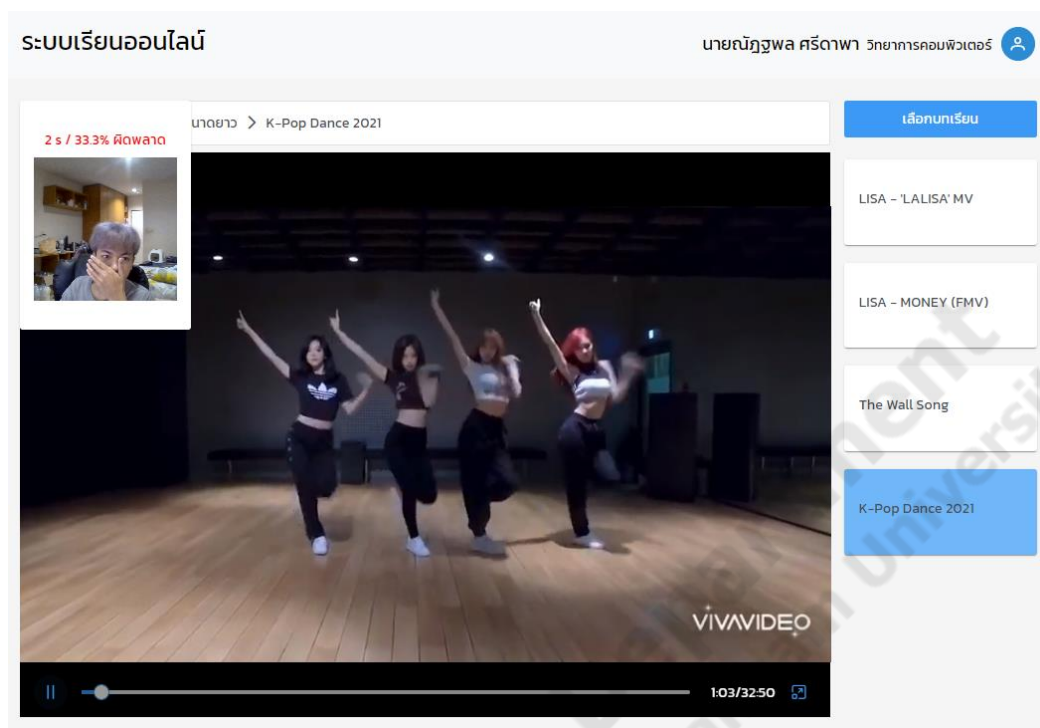 ระบบเรียนออนไลน์
นายณัฏฐพล ศรีดาพา วิทยาการคอมพิวเตอร์
นาดยาว > K-Pop Dance 2021
เลือกบทเรียน
2 s / 33.3% ผิดพลาด
LISA - 'LALISA' MV
LISA - MONEY (FMV)
The Wall Song
K-Pop Dance 2021
VIVAVIDEO
1:03/32:50